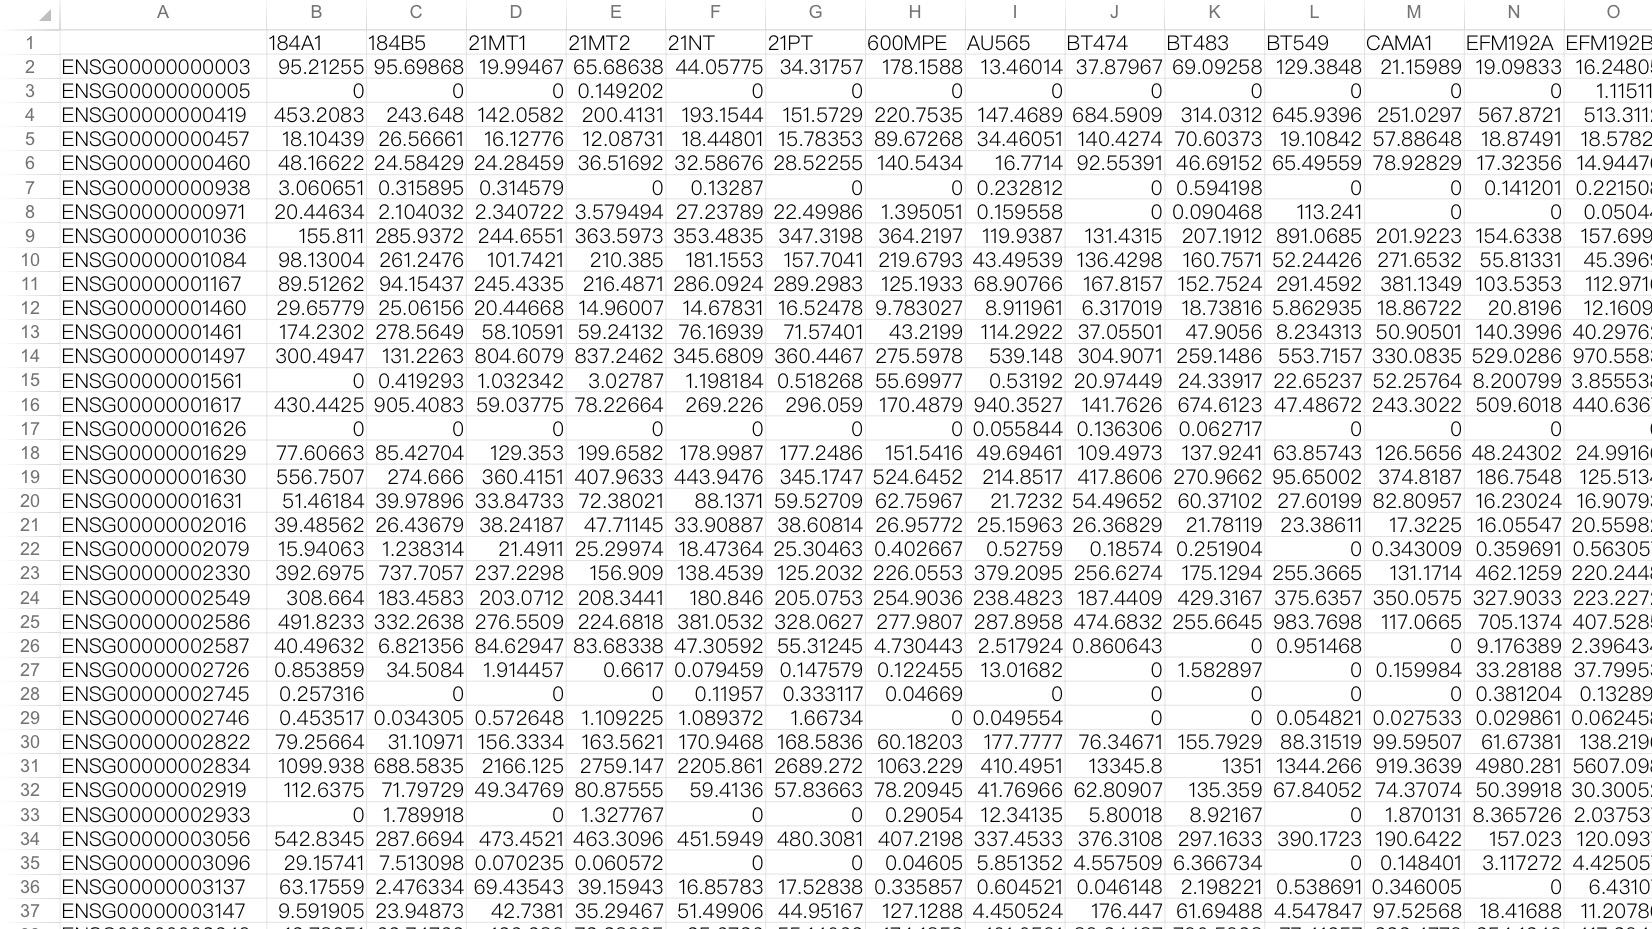 A B C D E F G H I J K L M N O
1 184A1 184B5 21MT1 21MT2 21NT 21PT 600MPE AU565 BT474 BT483 BT549 CAMA1 EFM192A EFM192B
2 ENSG00000000003 95.21255 95.69868 19.99467 65.68638 44.05775 34.31757 178.1588 13.46014 37.87967 69.09258 129.3848 21.15989 19.09833 16.2480
3 ENSG00000000005 0 0 0 0.149202 0 0 0 0 0 0 0 0 0 1.11511
4 ENSG00000000419 453.2083 243.648 142.0582 200.4131 193.1544 151.5729 220.7535 147.4689 684.5909 314.0312 645.9396 251.0297 567.8721 513.311
5 ENSG00000000457 18.10439 26.56661 16.12776 12.08731 18.44801 15.78353 89.67268 34.46051 140.4274 70.60373 19.10842 57.88648 18.87491 18.5782
6 ENSG00000000460 48.16622 24.58429 24.28459 36.51692 32.58676 28.52255 140.5434 16.7714 92.55391 46.69152 65.49559 78.92829 17.32356 14.9447
7 ENSG00000000938 3.060651 0.315895 0.314579 0 0.13287 0 0 0.232812 0 0.594198 0 0 0.141201 0.22150
8 ENSG00000000971 20.44634 2.104032 2.340722 3.579494 27.23789 22.49986 1.395051 0.159558 0 0.090468 113.241 0 0 0.0504
9 ENSG00000001036 155.811 285.9372 244.6551 363.5973 353.4835 347.3198 364.2197 119.9387 131.4315 207.1912 891.0685 201.9223 154.6338 157.699
10 ENSG00000001084 98.13004 261.2476 101.7421 210.385 181.1553 157.7041 219.6793 43.49539 136.4298 160.7571 52.24426 271.6532 55.81331 45.396
11 ENSG00000001167 89.51262 94.15437 245.4335 216.4871 286.0924 289.2983 125.1933 68.90766 167.8157 152.7524 291.4592 381.1349 103.5353 112.971
12 ENSG00000001460 29.65779 25.06156 20.44668 14.96007 14.67831 16.52478 9.783027 8.911961 6.317019 18.73816 5.862935 18.86722 20.8196 12.1609
13 ENSG00000001461 174.2302 278.5649 58.10591 59.24132 76.16939 71.57401 43.2199 114.2922 37.05501 47.9056 8.234313 50.90501 140.3996 40.2976
14 ENSG00000001497 300.4947 131.2263 804.6079 837.2462 345.6809 360.4467 275.5978 539.148 304.9071 259.1486 553.7157 330.0835 529.0286 970.558
15 ENSG00000001561 0 0.419293 1.032342 3.02787 1.198184 0.518268 55.69977 0.53192 20.97449 24.33917 22.65237 52.25764 8.200799 3.85553
16 ENSG00000001617 430.4425 905.4083 59.03775 78.22664 269.226 296.059 170.4879 940.3527 141.7626 674.6123 47.48672 243.3022 509.6018 440.636
17 ENSG00000001626 0 0 0 0 0 0 0 0.055844 0.136306 0.062717 0 0 0
18 ENSG00000001629 77.60663 85.42704 129.353 199.6582 178.9987 177.2486 151.5416 49.69461 109.4973 137.9241 63.85743 126.5656 48.24302 24.9916
19 ENSG00000001630 556.7507 274.666 360.4151 407.9633 443.9476 345.1747 524.6452 214.8517 417.8606 270.9662 95.65002 374.8187 186.7548 125.513
20 ENSG00000001631 51.46184 39.97896 33.84733 72.38021 88.1371 59.52709 62.75967 21.7232 54.49652 60.37102 27.60199 82.80957 16.23024 16.9079
21 ENSG00000002016 39.48562 26.43679 38.24187 47.71145 33.90887 38.60814 26.95772 25.15963 26.36829 21.78119 23.38611 17.3225 16.05547 20.5598
22 ENSG00000002079 15.94063 1.238314 21.4911 25.29974 18.47364 25.30463 0.402667 0.52759 0.18574 0.251904 0 0.343009 0.359691 0.56305
23 ENSG00000002330 392.6975 737.7057 237.2298 156.909 138.4539 125.2032 226.0553 379.2095 256.6274 175.1294 255.3665 131.1714 462.1259 220.244
24 ENSG00000002549 308.664 183.4583 203.0712 208.3441 180.846 205.0753 254.9036 238.4823 187.4409 429.3167 375.6357 350.0575 327.9033 223.227
25 ENSG00000002586 491.8233 332.2638 276.5509 224.6818 381.0532 328.0627 277.9807 287.8958 474.6832 255.6645 983.7698 117.0665 705.1374 407.528
26 ENSG00000002587 40.49632 6.821356 84.62947 83.68338 47.30592 55.31245 4.730443 2.517924 0.860643 0 0.951468 0 9.176389 2.39643
27 ENSG00000002726 0.853859 34.5084 1.914457 0.6617 0.079459 0.147579 0.122455 13.01682 0 1.582897 0 0.159984 33.28188 37.7995
28 ENSG00000002745 0.257316 0 0 0 0.11957 0.333117 0.04669 0 0 0 0 0 0.381204 0.13289
29 ENSG00000002746 0.453517 0.034305 0.572648 1.109225 1.089372 1.66734 0 0.049554 0 0 0.054821 0.027533 0.029861 0.06245
30 ENSG00000002822 79.25664 31.10971 156.3334 163.5621 170.9468 168.5836 60.18203 177.7777 76.34671 155.7929 88.31519 99.59507 61.67381 138.219
31 ENSG00000002834 1099.938 688.5835 2166.125 2759.147 2205.861 2689.272 1063.229 410.4951 13345.8 1351 1344.266 919.3639 4980.281 5607.09
32 ENSG00000002919 112.6375 71.79729 49.34769 80.87555 59.4136 57.83663 78.20945 41.76966 62.80907 135.359 67.84052 74.37074 50.39918 30.3005
33 ENSG00000002933 0 1.789918 0 1.327767 0 0 0.29054 12.34135 5.80018 8.92167 0 1.870131 8.365726 2.03753
34 ENSG00000003056 542.8345 287.6694 473.4521 463.3096 451.5949 480.3081 407.2198 337.4533 376.3108 297.1633 390.1723 190.6422 157.023 120.093
35 ENSG00000003096 29.15741 7.513098 0.070235 0.060572 0 0 0.04605 5.851352 4.557509 6.366734 0 0.148401 3.117272 4.42505
36 ENSG00000003137 63.17559 2.476334 69.43543 39.15943 16.85783 17.52838 0.335857 0.604521 0.046148 2.198221 0.538691 0.346005 0 6.4310
37 ENSG00000003147 9.591905 23.94873 42.7381 35.29467 51.49906 44.95167 127.1288 4.450524 176.447 61.69488 4.547847 97.52568 18.41688 11.2078